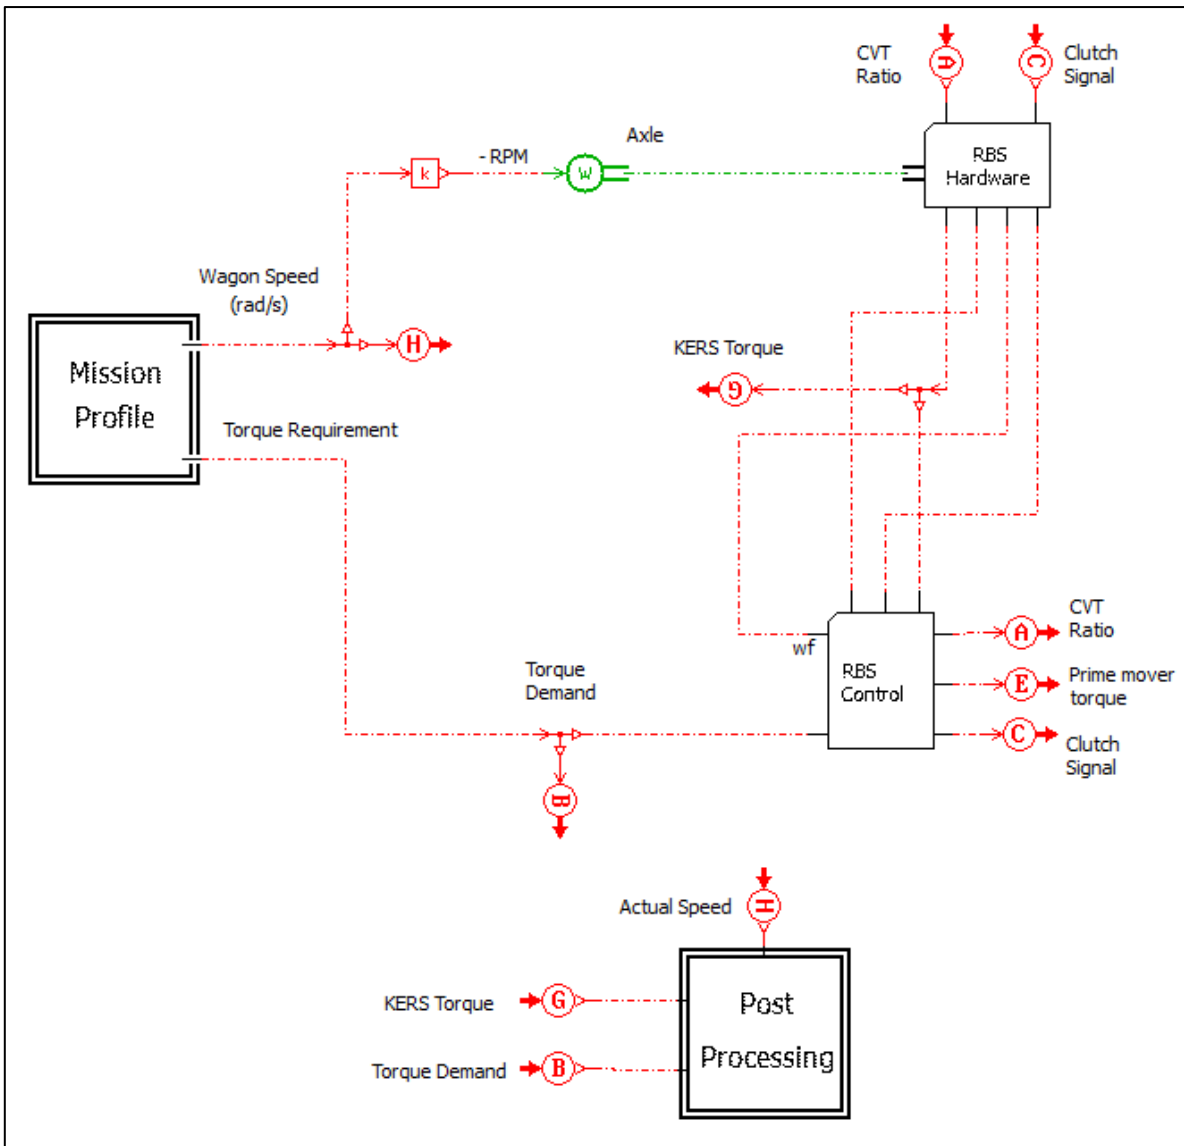 CVT
Ratio
A
C
Clutch
Signal
RBS
Hardware
Axle
- RPM
k
W
Wagon Speed
(rad/s)
H
Mission
Profile
KERS Torque
G
Torque Requirement
wf
RBS
Control
A
CVT
Ratio
E
Prime mover
torque
C
Clutch
Signal
Torque
Demand
B
Actual Speed
H
KERS Torque
G
Post
Processing
Torque Demand
B